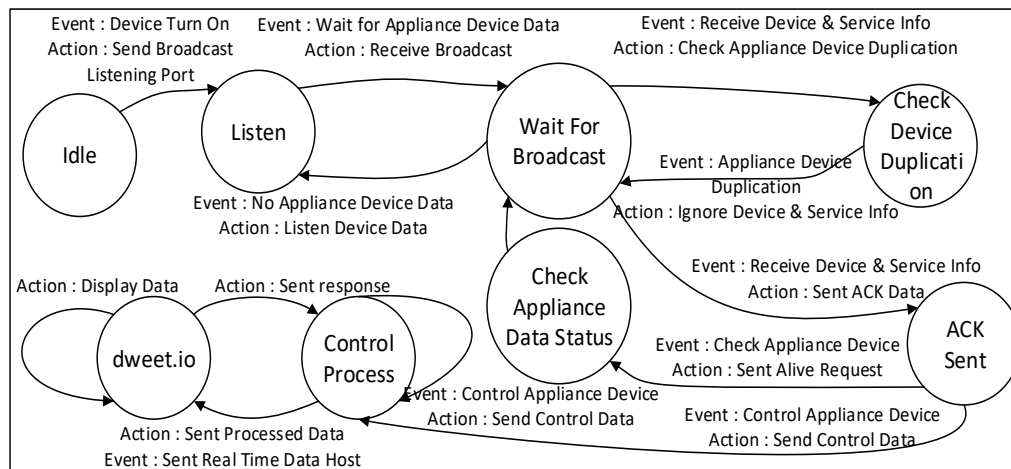 Event : Device Turn On
Action : Send Broadcast
Listening Port
Event : Wait for Appliance Device Data
Action : Receive Broadcast
Event : Receive Device & Service Info
Action : Check Appliance Device Duplication
Idle
Listen
Wait For
Broadcast
Check
Device
Duplicati
on
Event : Appliance Device
Duplication
Action : Ignore Device & Service Info
Event : No Appliance Device Data
Action : Listen Device Data
Event : Receive Device & Service Info
Action : Sent ACK Data
Check
Appliance
Data Status
Action : Display Data
Action : Sent response
dweet.io
Control
Process
ACK
Sent
Event : Check Appliance Device
Action : Sent Alive Request
Event : Control Appliance Device
Action : Send Control Data
Event : Control Appliance Device
Action : Send Control Data
Action : Sent Processed Data
Event : Sent Real Time Data Host